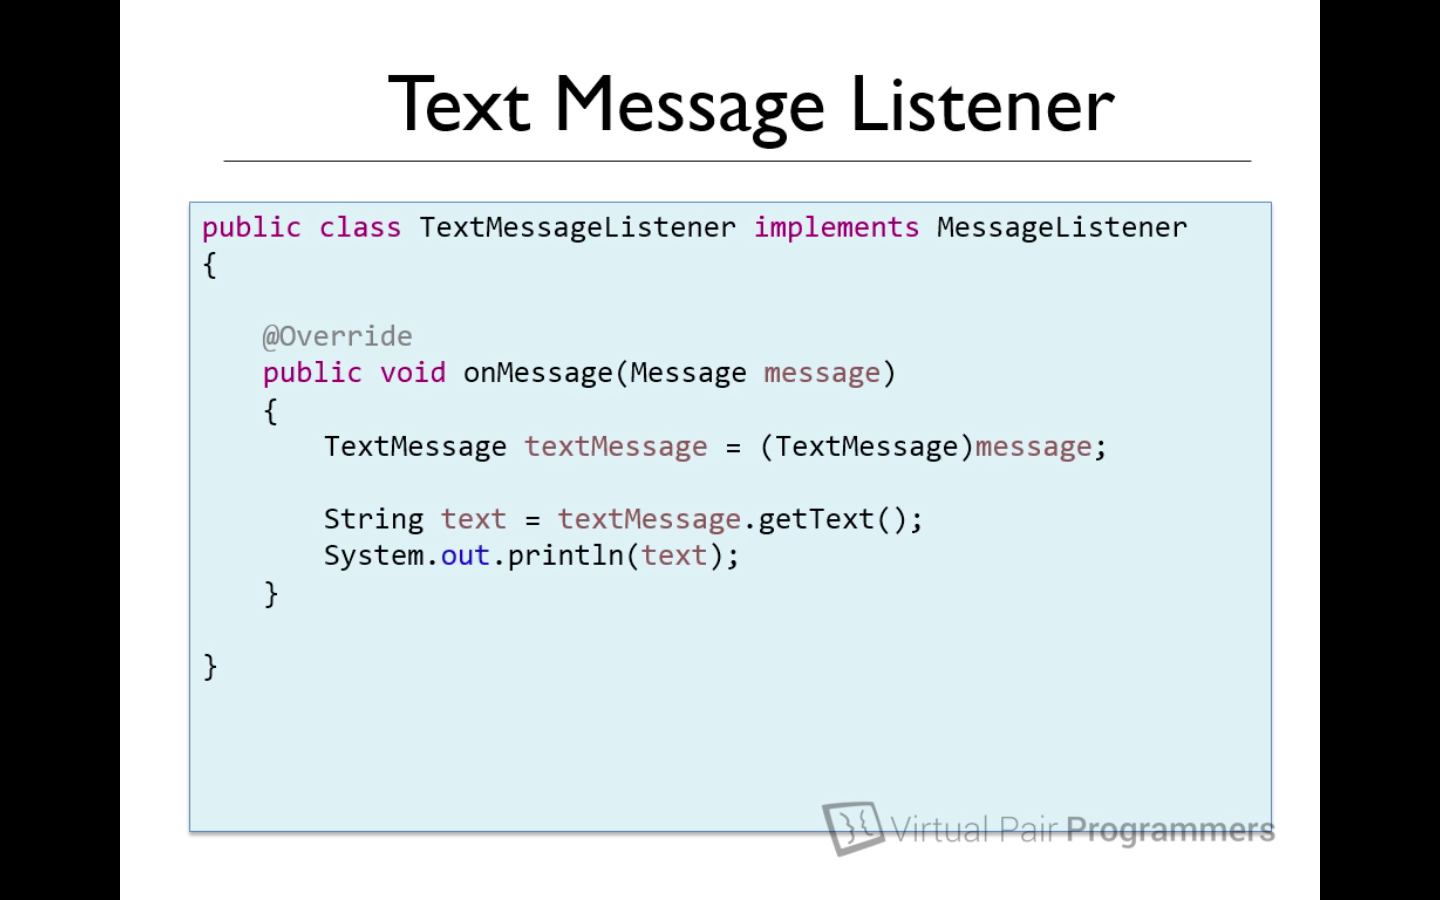 Text Message Listener
public class TextMessageListener implements MessageListener
{
@Override
public void onMessage(Message message)
{
TextMessage textMessage = (TextMessage)message;
String text = textMessage.getText();
System.out.println(text);
}
}
Virtual Pair Programmers